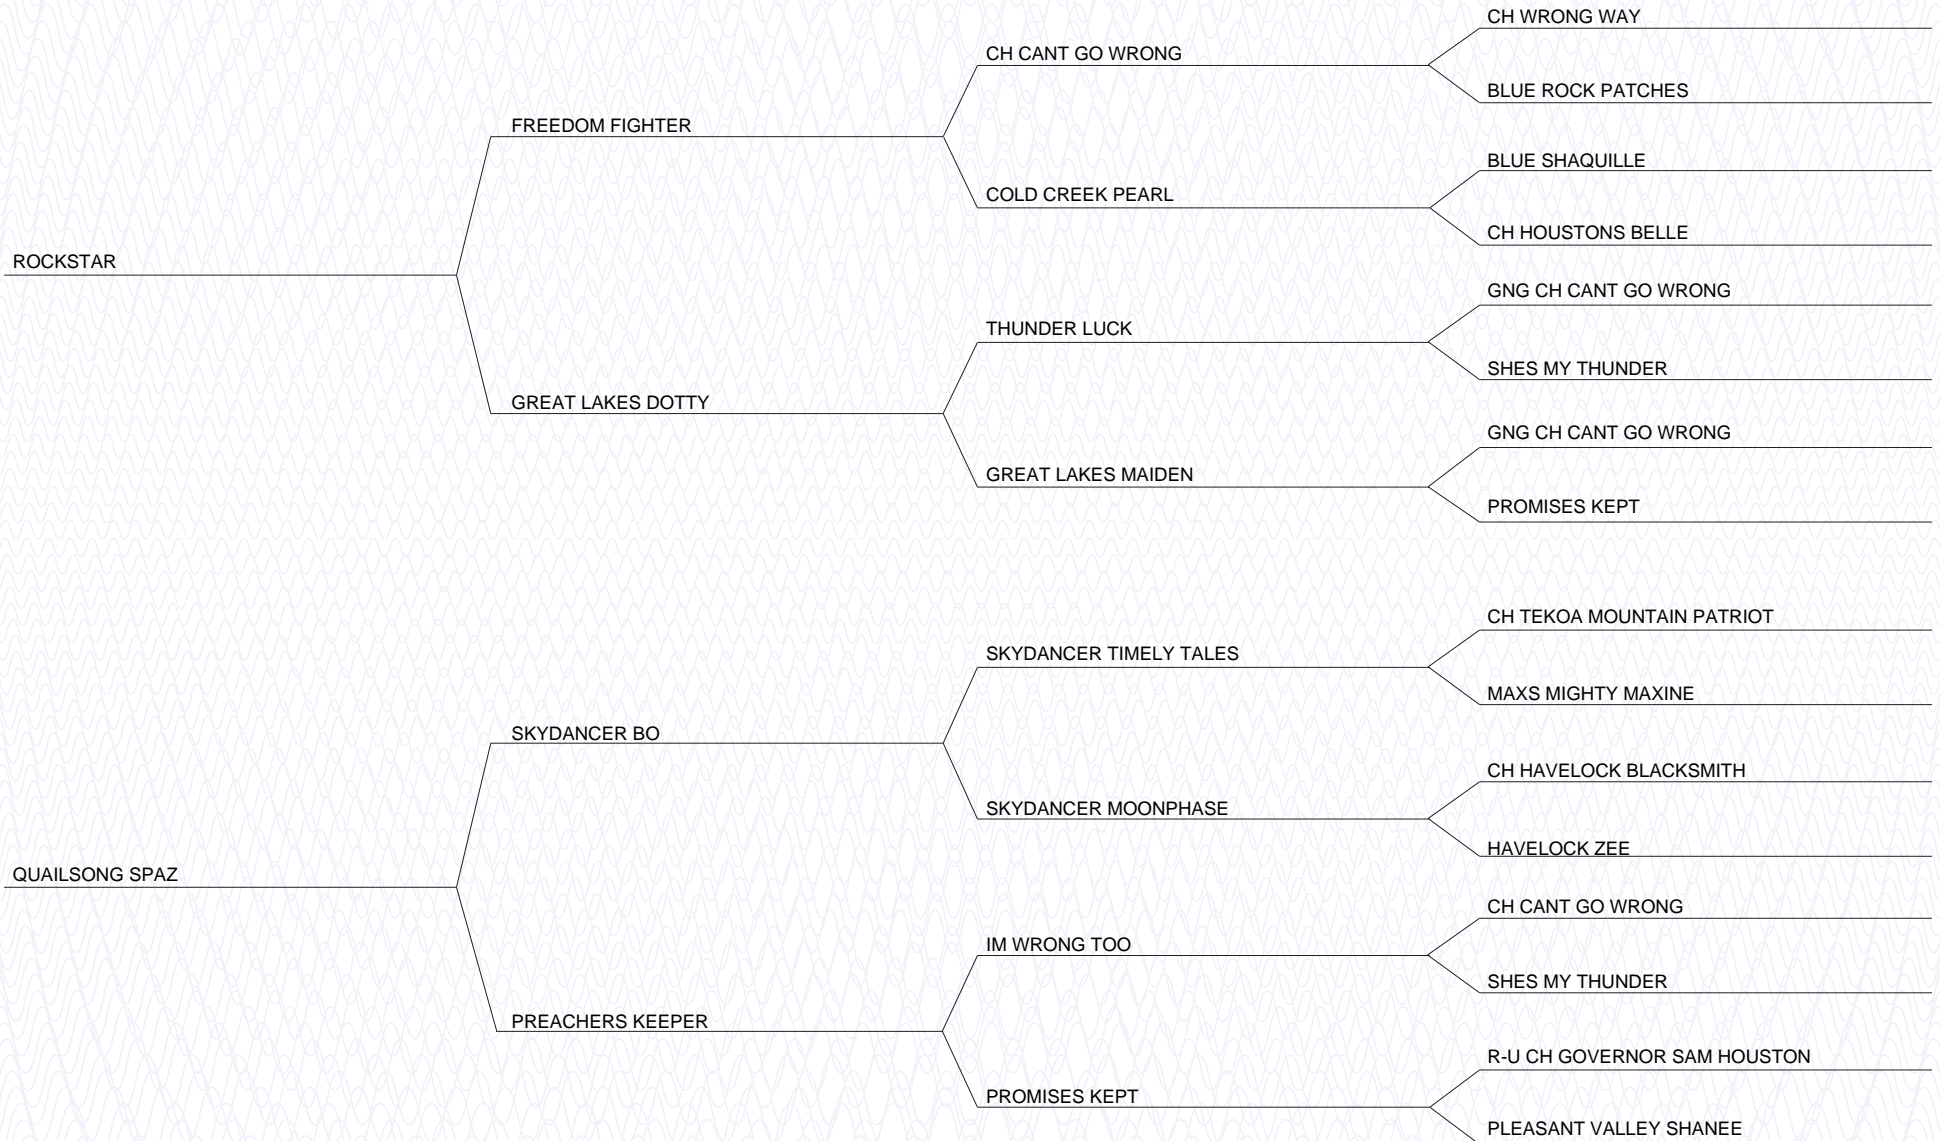 CH WRONG WAY
CH CANT GO WRONG
BLUE ROCK PATCHES
FREEDOM FIGHTER
BLUE SHAQUILLE
COLD CREEK PEARL
CH HOUSTONS BELLE
ROCKSTAR
GNG CH CANT GO WRONG
THUNDER LUCK
SHES MY THUNDER
GREAT LAKES DOTTY
GNG CH CANT GO WRONG
GREAT LAKES MAIDEN
PROMISES KEPT
CH TEKOA MOUNTAIN PATRIOT
SKYDANCER TIMELY TALES
MAXS MIGHTY MAXINE
SKYDANCER BO
CH HAVELOCK BLACKSMITH
SKYDANCER MOONPHASE
HAVELOCK ZEE
QUAILSONG SPAZ
CH CANT GO WRONG
IM WRONG TOO
SHES MY THUNDER
PREACHERS KEEPER
R-U CH GOVERNOR SAM HOUSTON
PROMISES KEPT
PLEASANT VALLEY SHANEE